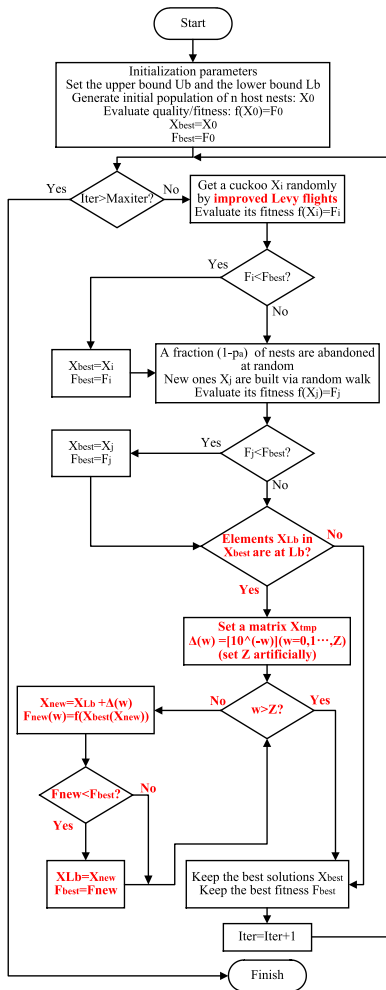 Start
Initialization parameters
Set the upper bound Ub and the lower bound Lb
Generate initial population of n host nests: X0
Evaluate quality/fitness: f(X0)=F0
Xbest=X0
Fbest=F0
Yes
Iter>Maxiter?
No
Get a cuckoo Xi randomly
by improved Levy flights
Evaluate its fitness f(Xi)=Fi
Yes
Fi<Fbest?
No
Xbest=Xi
Fbest=Fi
A fraction (1-pa) of nests are abandoned
at random
New ones Xj are built via random walk
Evaluate its fitness f(Xj)=Fj
Xbest=Xj
Fbest=Fj
Yes
Fj<Fbest?
No
Elements XLb in
Xbest are at Lb?
No
Yes
Set a matrix Xtmp
Δ(w) =[10^(-w)](w=0,1⋯,Z)
(set Z artificially)
Xnew=XLb +Δ(w)
Fnew(w)=f(Xbest(Xnew))
No
w>Z?
Yes
Fnew<Fbest?
No
Yes
XLb=Xnew
Fbest=Fnew
Keep the best solutions Xbest
Keep the best fitness Fbest
Iter=Iter+1
Finish